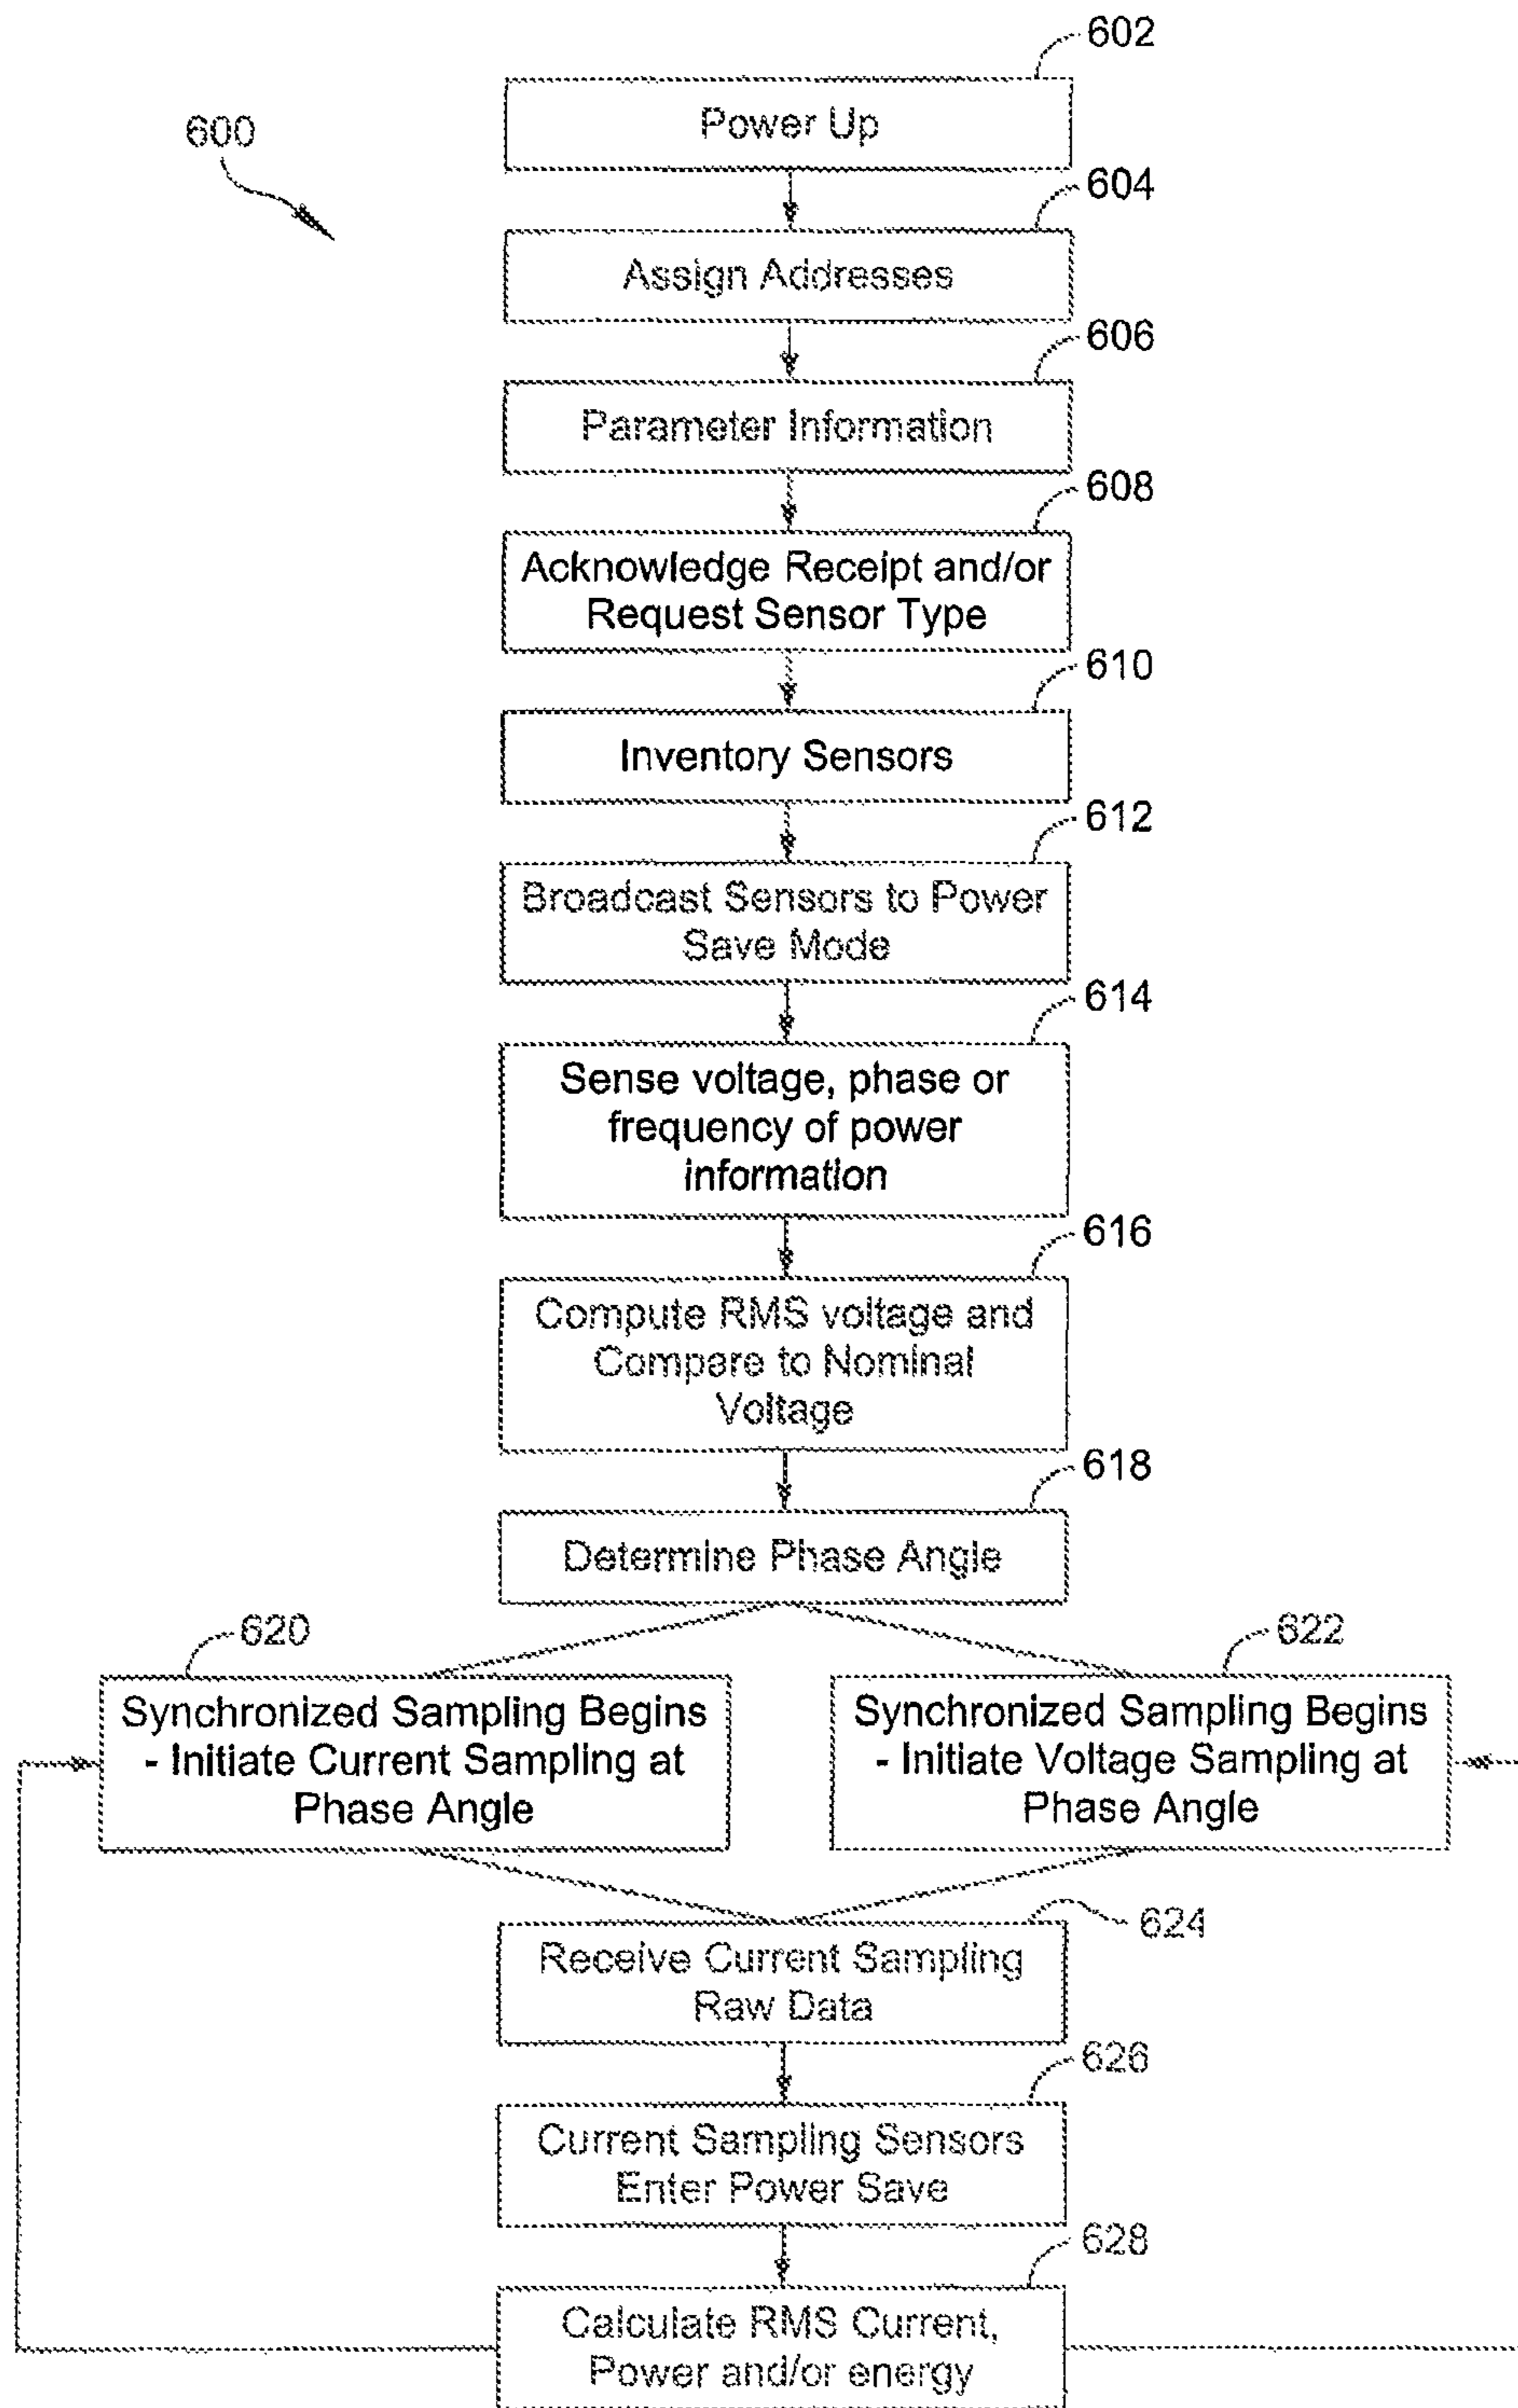 602
Power Up
600
604
Assign Addresses
606
Parameter Information
608
Acknowledge Receipt and/or
Request Sensor Type
610
Inventory Sensors
612
Broadcast Sensors to Power
Save Mode
614
Sense voltage, phase or
frequency of power
information
616
Compute RMS voltage and
Compare to Nominal
Voltage
618
Determine Phase Angle
620
Synchronized Sampling Begins
- Initiate Current Sampling at
Phase Angle
622
Synchronized Sampling Begins
- Initiate Voltage Sampling at
Phase Angle
624
Receive Current Sampling
Raw Data
626
Current Sampling Sensors
Enter Power Save
628
Calculate RMS Current,
Power and/or energy